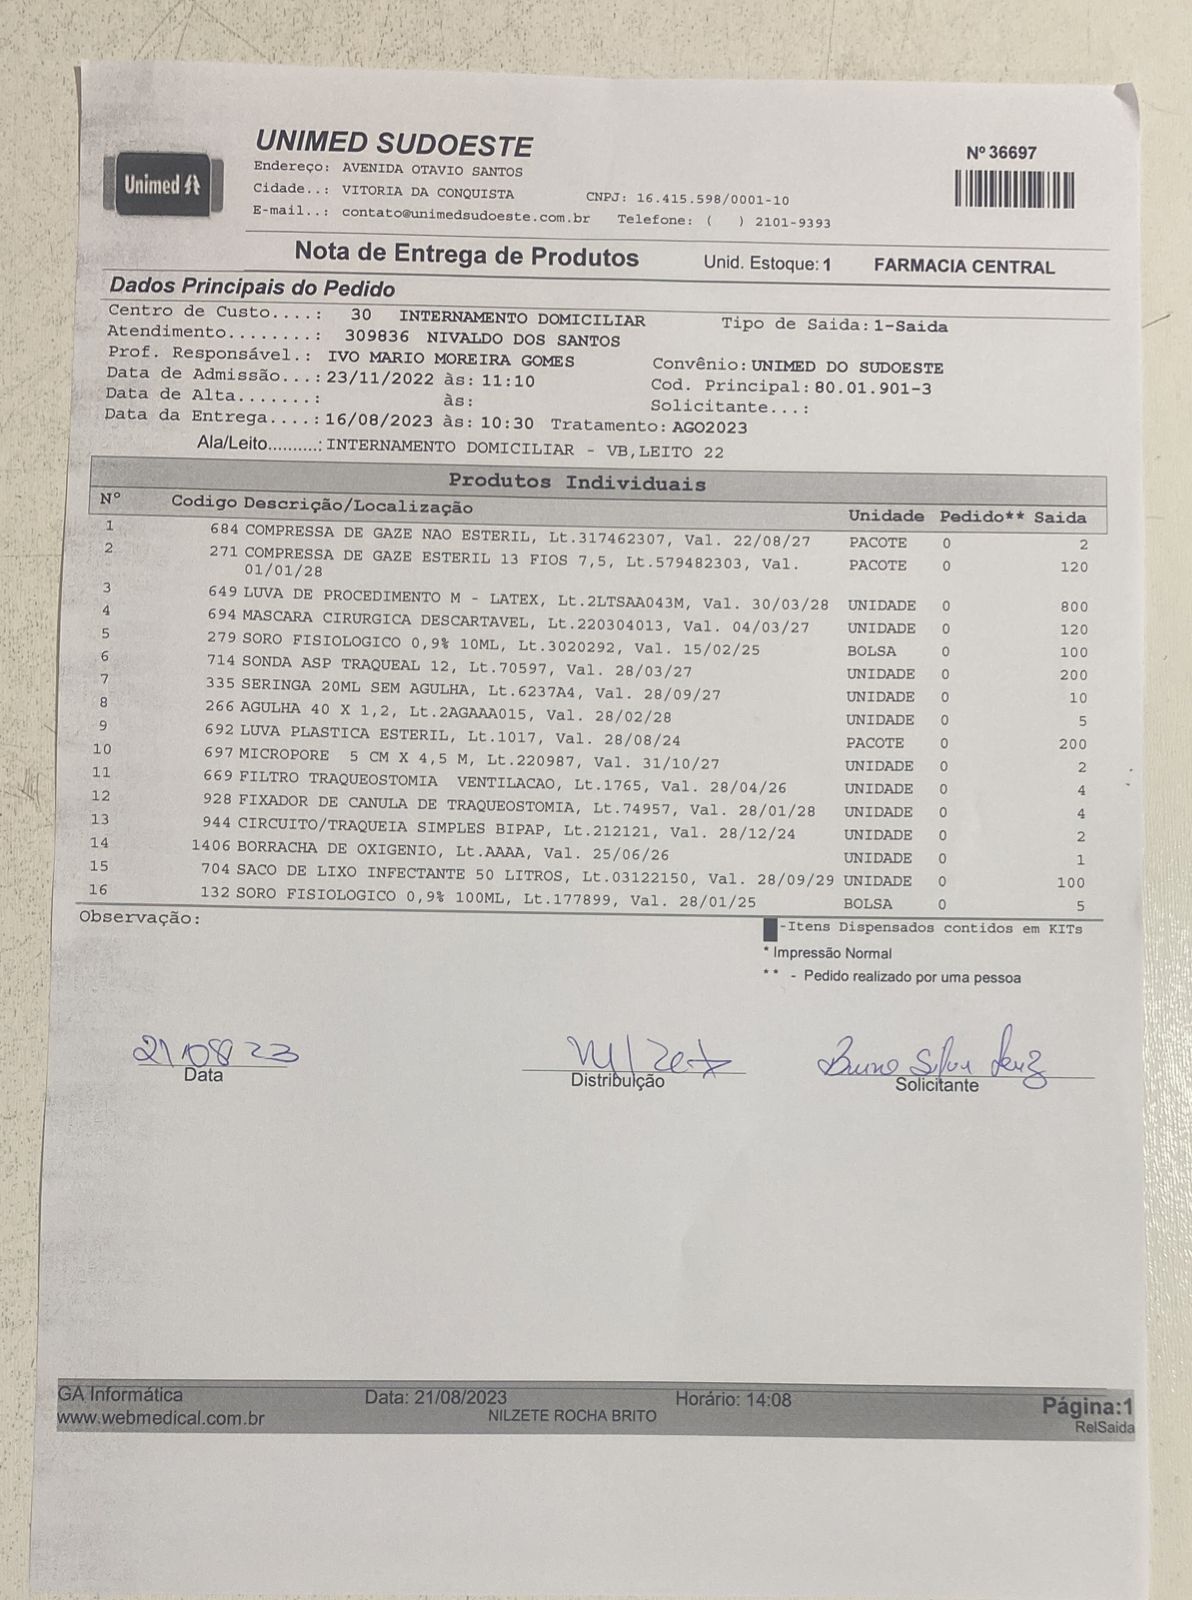 UNIMED SUDOESTE
Unimed
Endereço: AVENIDA OTAVIO SANTOS
Cidade..: VITORIA DA CONQUISTA CNPJ: 16.415.598/0001-10
E-mail..: contato@unimedsudoeste.com.br Telefone: ( ) 2101-9393
Nº 36697
Nota de Entrega de Produtos Unid. Estoque: 1 FARMACIA CENTRAL
Dados Principais do Pedido
Centro de Custo....: 30 INTERNAMENTO DOMICILIAR Tipo de Saida: 1-Saida
Atendimento........: 309836 NIVALDO DOS SANTOS
Prof. Responsável.: IVO MARIO MOREIRA GOMES Convênio: UNIMED DO SUDOESTE
Data de Admissão...: 23/11/2022 às: 11:10 Cod. Principal: 80.01.901-3
Data de Alta.......: às: Solicitante...:
Data da Entrega....: 16/08/2023 às: 10:30 Tratamento: AGO2023
Ala/Leito..........: INTERNAMENTO DOMICILIAR - VB, LEITO 22
Produtos Individuais
Nº Codigo Descrição/Localização Unidade Pedido** Saida
1 684 COMPRESSA DE GAZE NAO ESTERIL, Lt.317462307, Val. 22/08/27 PACOTE 0 2
2 271 COMPRESSA DE GAZE ESTERIL 13 FIOS 7,5, Lt.579482303, Val. PACOTE 0 120
01/01/28
3 649 LUVA DE PROCEDIMENTO M - LATEX, Lt.2LTSAA043M, Val. 30/03/28 UNIDADE 0 800
4 694 MASCARA CIRURGICA DESCARTAVEL, Lt.220304013, Val. 04/03/27 UNIDADE 0 120
5 279 SORO FISIOLOGICO 0,9% 10ML, Lt.3020292, Val. 15/02/25 BOLSA 0 100
6 714 SONDA ASP TRAQUEAL 12, Lt.70597, Val. 28/03/27 UNIDADE 0 200
7 335 SERINGA 20ML SEM AGULHA, Lt.6237A4, Val. 28/09/27 UNIDADE 0 10
8 266 AGULHA 40 X 1,2, Lt.2AGAAA015, Val. 28/02/28 UNIDADE 0 5
9 692 LUVA PLASTICA ESTERIL, Lt.1017, Val. 28/08/24 PACOTE 0 200
10 697 MICROPORE 5 CM X 4,5 M, Lt.220987, Val. 31/10/27 UNIDADE 0 2
11 669 FILTRO TRAQUEOSTOMIA VENTILACAO, Lt.1765, Val. 28/04/26 UNIDADE 0 4
12 928 FIXADOR DE CANULA DE TRAQUEOSTOMIA, Lt.74957, Val. 28/01/28 UNIDADE 0 4
13 944 CIRCUITO/TRAQUEIA SIMPLES BIPAP, Lt.212121, Val. 28/12/24 UNIDADE 0 2
14 1406 BORRACHA DE OXIGENIO, Lt.AAAA, Val. 25/06/26 UNIDADE 0 1
15 704 SACO DE LIXO INFECTANTE 50 LITROS, Lt.03122150, Val. 28/09/29 UNIDADE 0 100
16 132 SORO FISIOLOGICO 0,9% 100ML, Lt.177899, Val. 28/01/25 BOLSA 0 5
Observação:
-Itens Dispensados contidos em KITs
* Impressão Normal
** - Pedido realizado por uma pessoa
21/08/23 Bruno Silva
Data Distribuição Solicitante
GA Informática Data: 21/08/2023 Horário: 14:08 Página:1
www.webmedical.com.br NILZETE ROCHA BRITO RelSaida